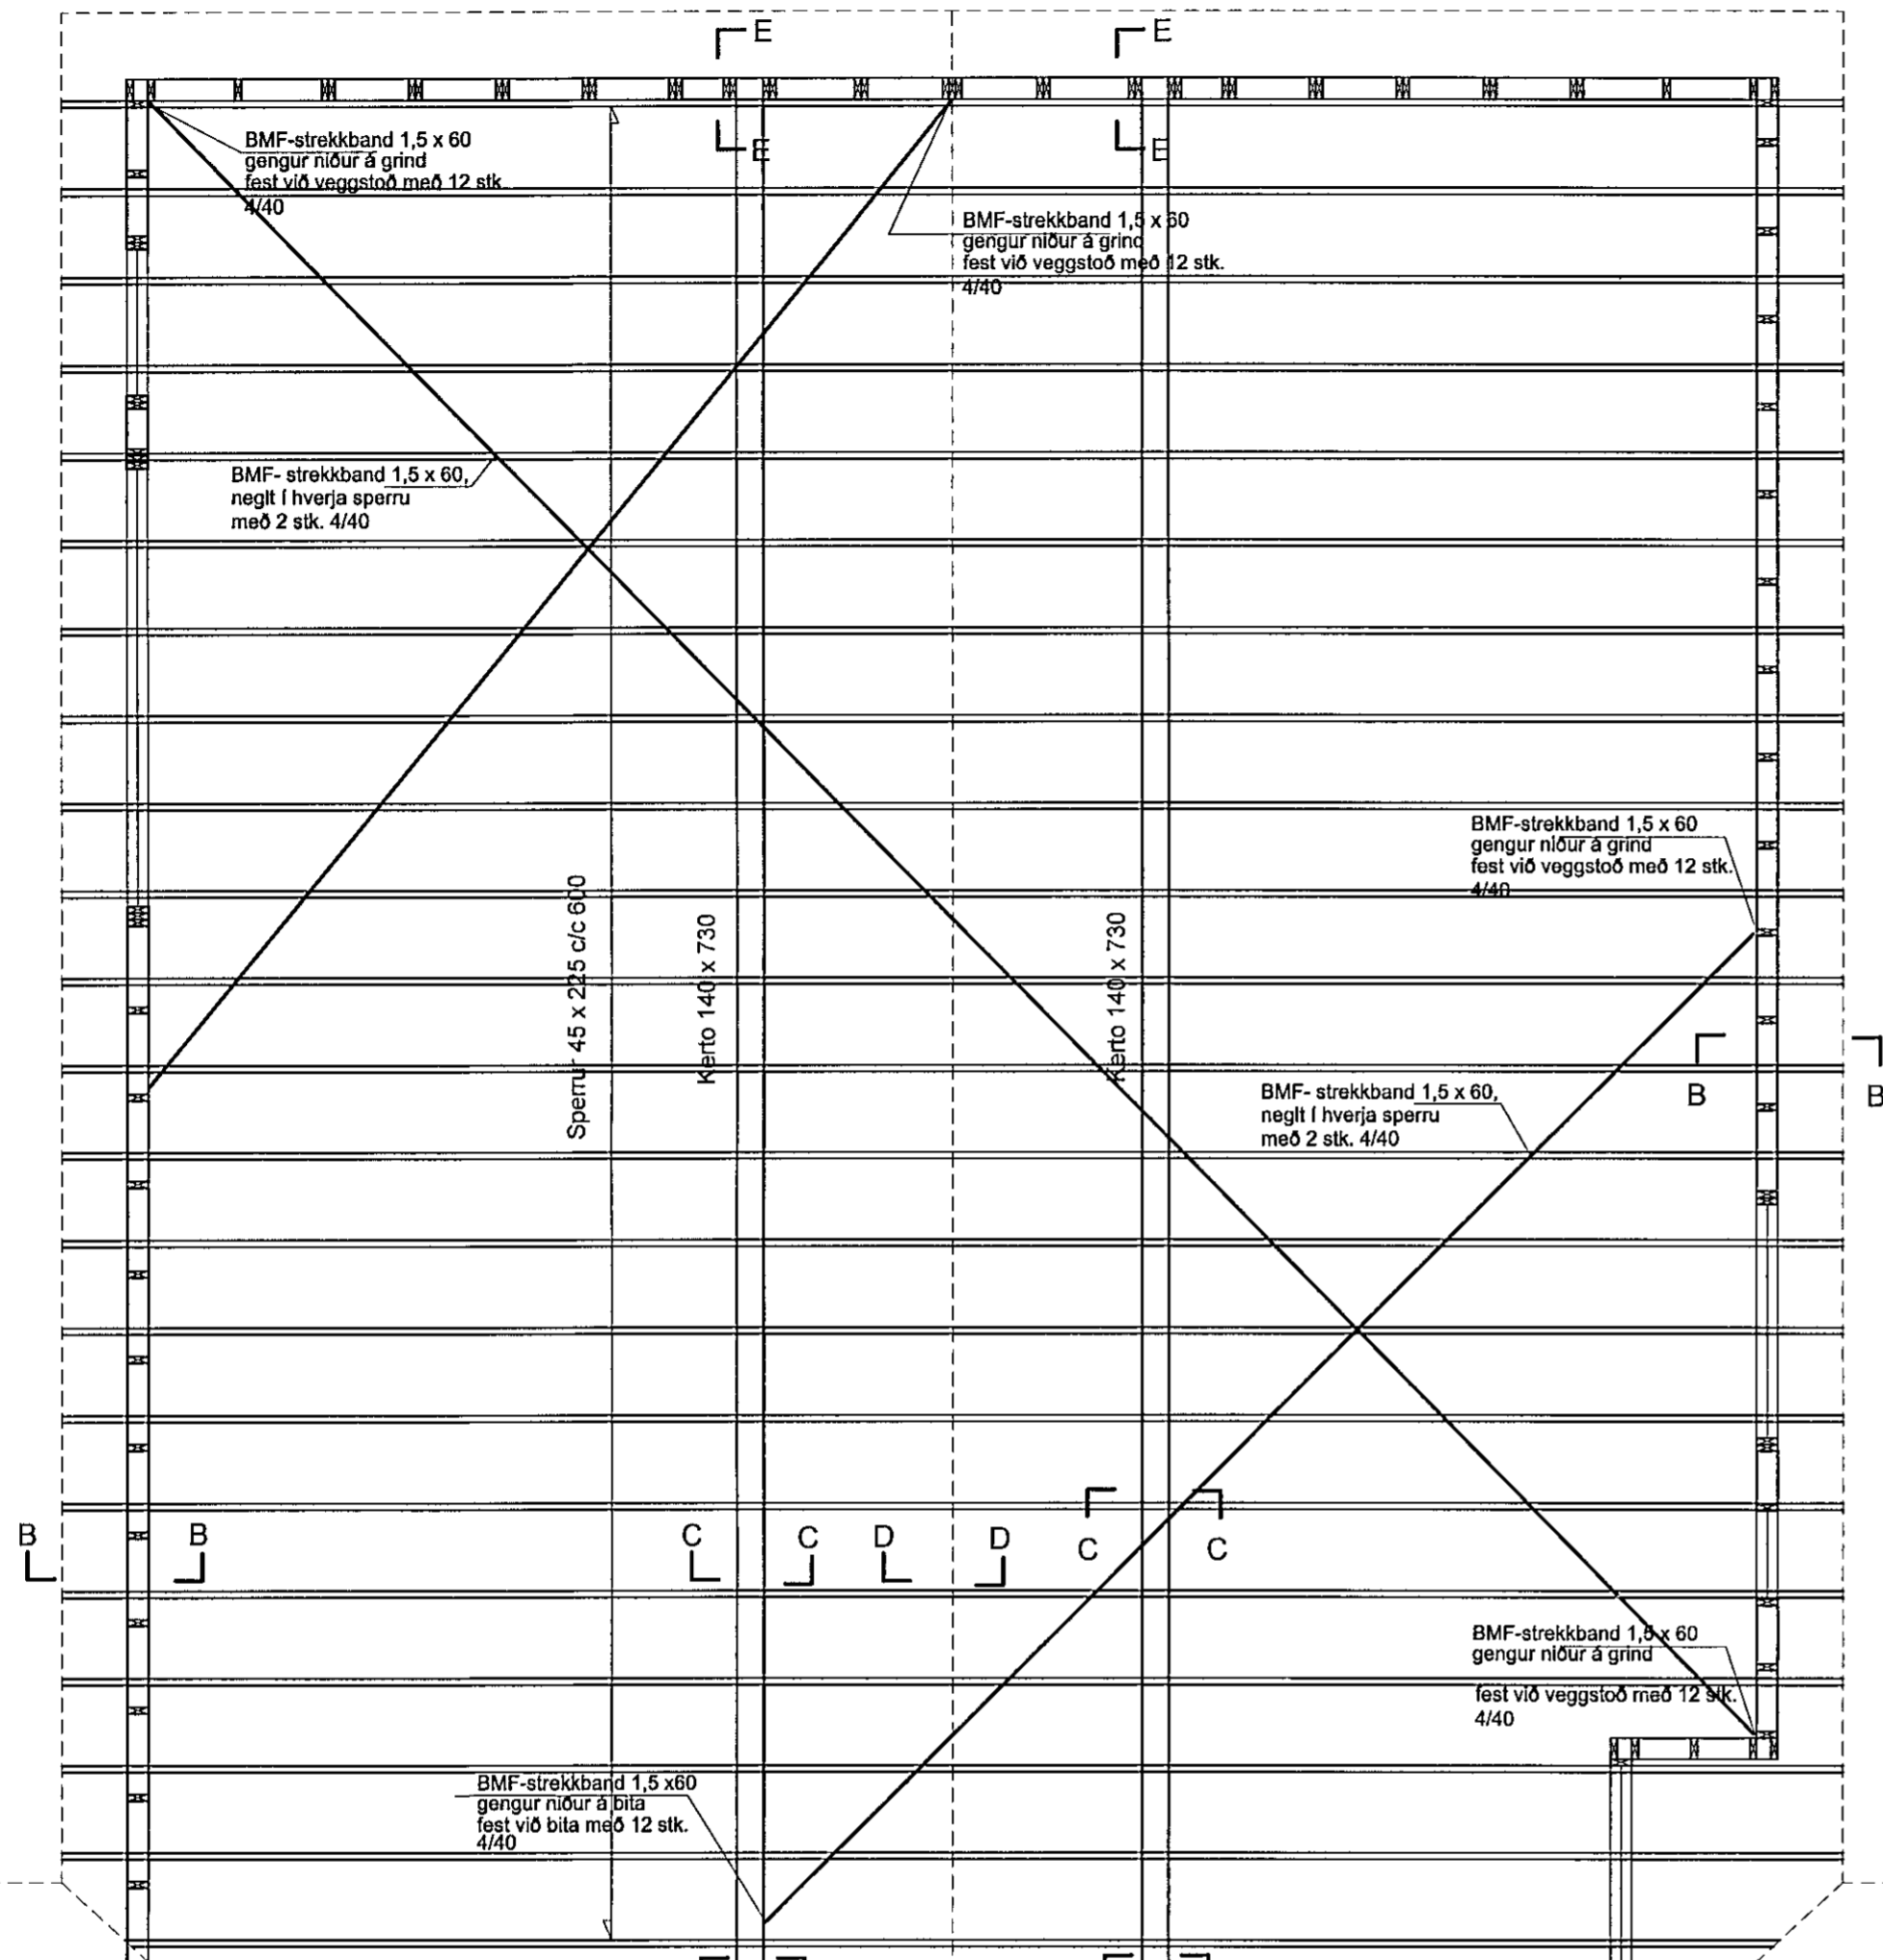 E
E
E
E
BMF-strekkband 1,5 x 60
gengur niður á grind
fest við veggstoð með 12 stk.
4/40
BMF-strekkband 1,5 x 60
gengur niður á grind
fest við veggstoð með 12 stk.
4/40
BMF- strekkband 1,5 x 60,
neglt í hverja sperru
með 2 stk. 4/40
BMF-strekkband 1,5 x 60
gengur niður á grind
fest við veggstoð með 12 stk.
4/40
Sperrur 45 x 225 c/c 600
Kerto 140 x 730
Kerto 140 x 730
B
B
BMF- strekkband 1,5 x 60,
neglt í hverja sperru
með 2 stk. 4/40
B
B
C
C
D
D
C
C
BMF-strekkband 1,5 x 60
gengur niður á grind
fest við veggstoð með 12 stk.
4/40
BMF-strekkband 1,5 x60
gengur niður á bita
fest við bita með 12 stk.
4/40